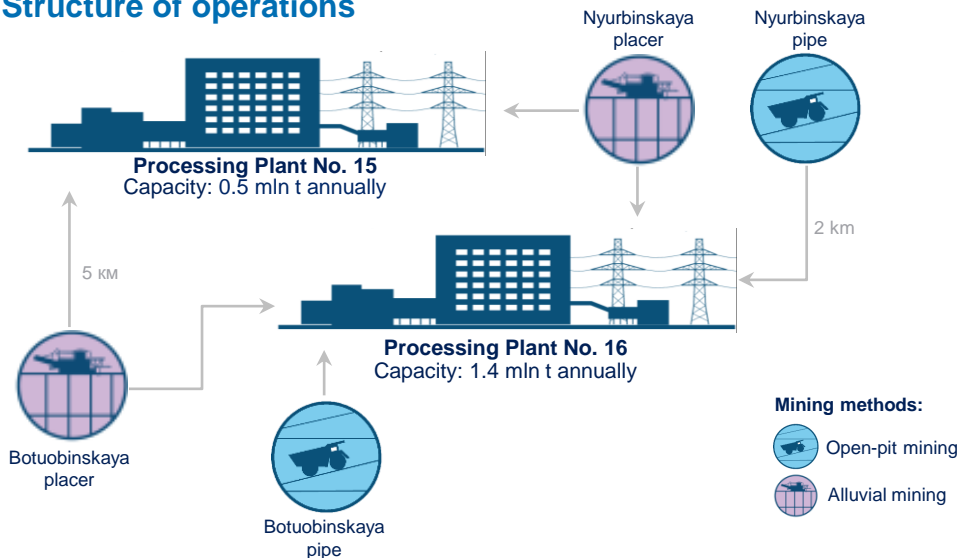 Structure of operations
Nyurbinskaya
placer
Nyurbinskaya
pipe
Processing Plant No. 15
Capacity: 0.5 mln t annually
2 km
5 км
Processing Plant No. 16
Capacity: 1.4 mln t annually
Botuobinskaya
placer
Botuobinskaya
pipe
Mining methods:
Open-pit mining
Alluvial mining